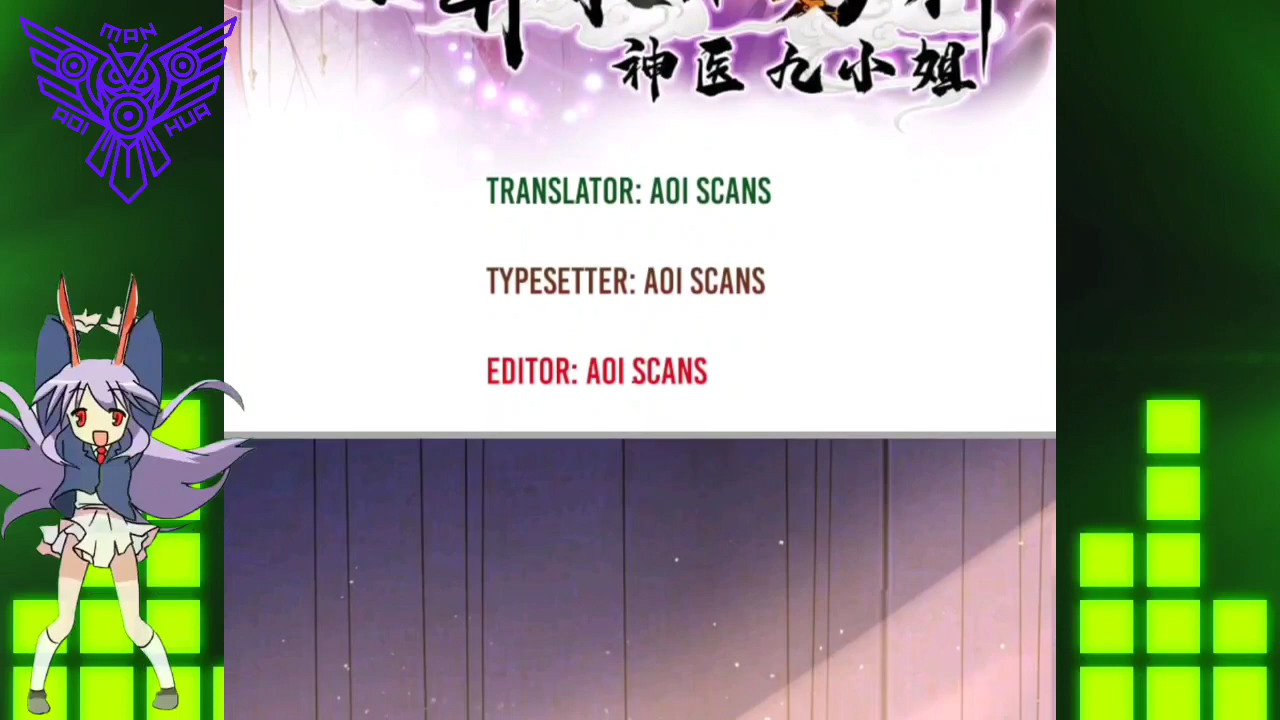 MAN
AOI HUA
神医九小姐
TRANSLATOR: AOI SCANS
TYPESETTER: AOI SCANS
EDITOR: AOI SCANS